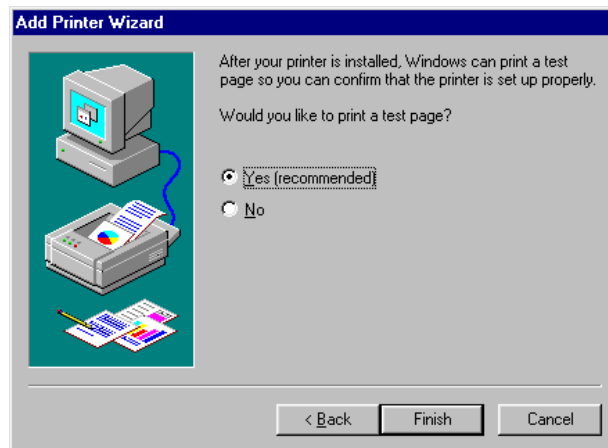 Add Printer Wizard
After your printer is installed, Windows can print a test
page so you can confirm that the printer is set up properly.
Would you like to print a test page?
Yes (recommended)
No
< Back
Finish
Cancel